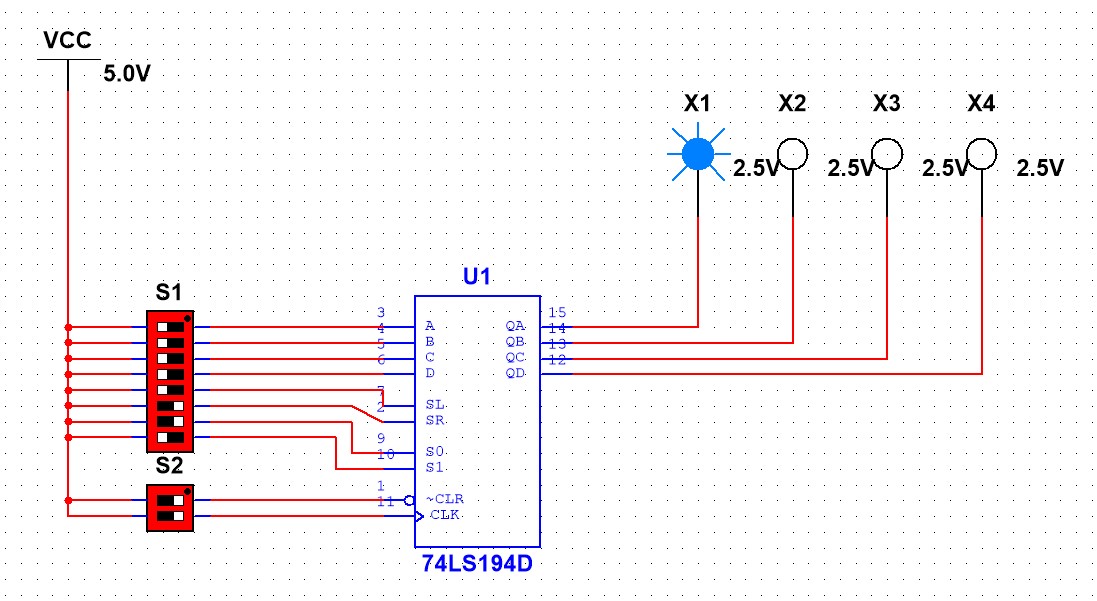 VCC
5.0V
X1 X2 X3 X4
2.5V 2.5V 2.5V 2.5V
U1
S1
3 A QA 15
4 B QB 14
5 C QC 13
6 D QD 12
7 SL
2 SR
9 S0
10 S1
S2
1 ~CLR
11 CLK
74LS194D